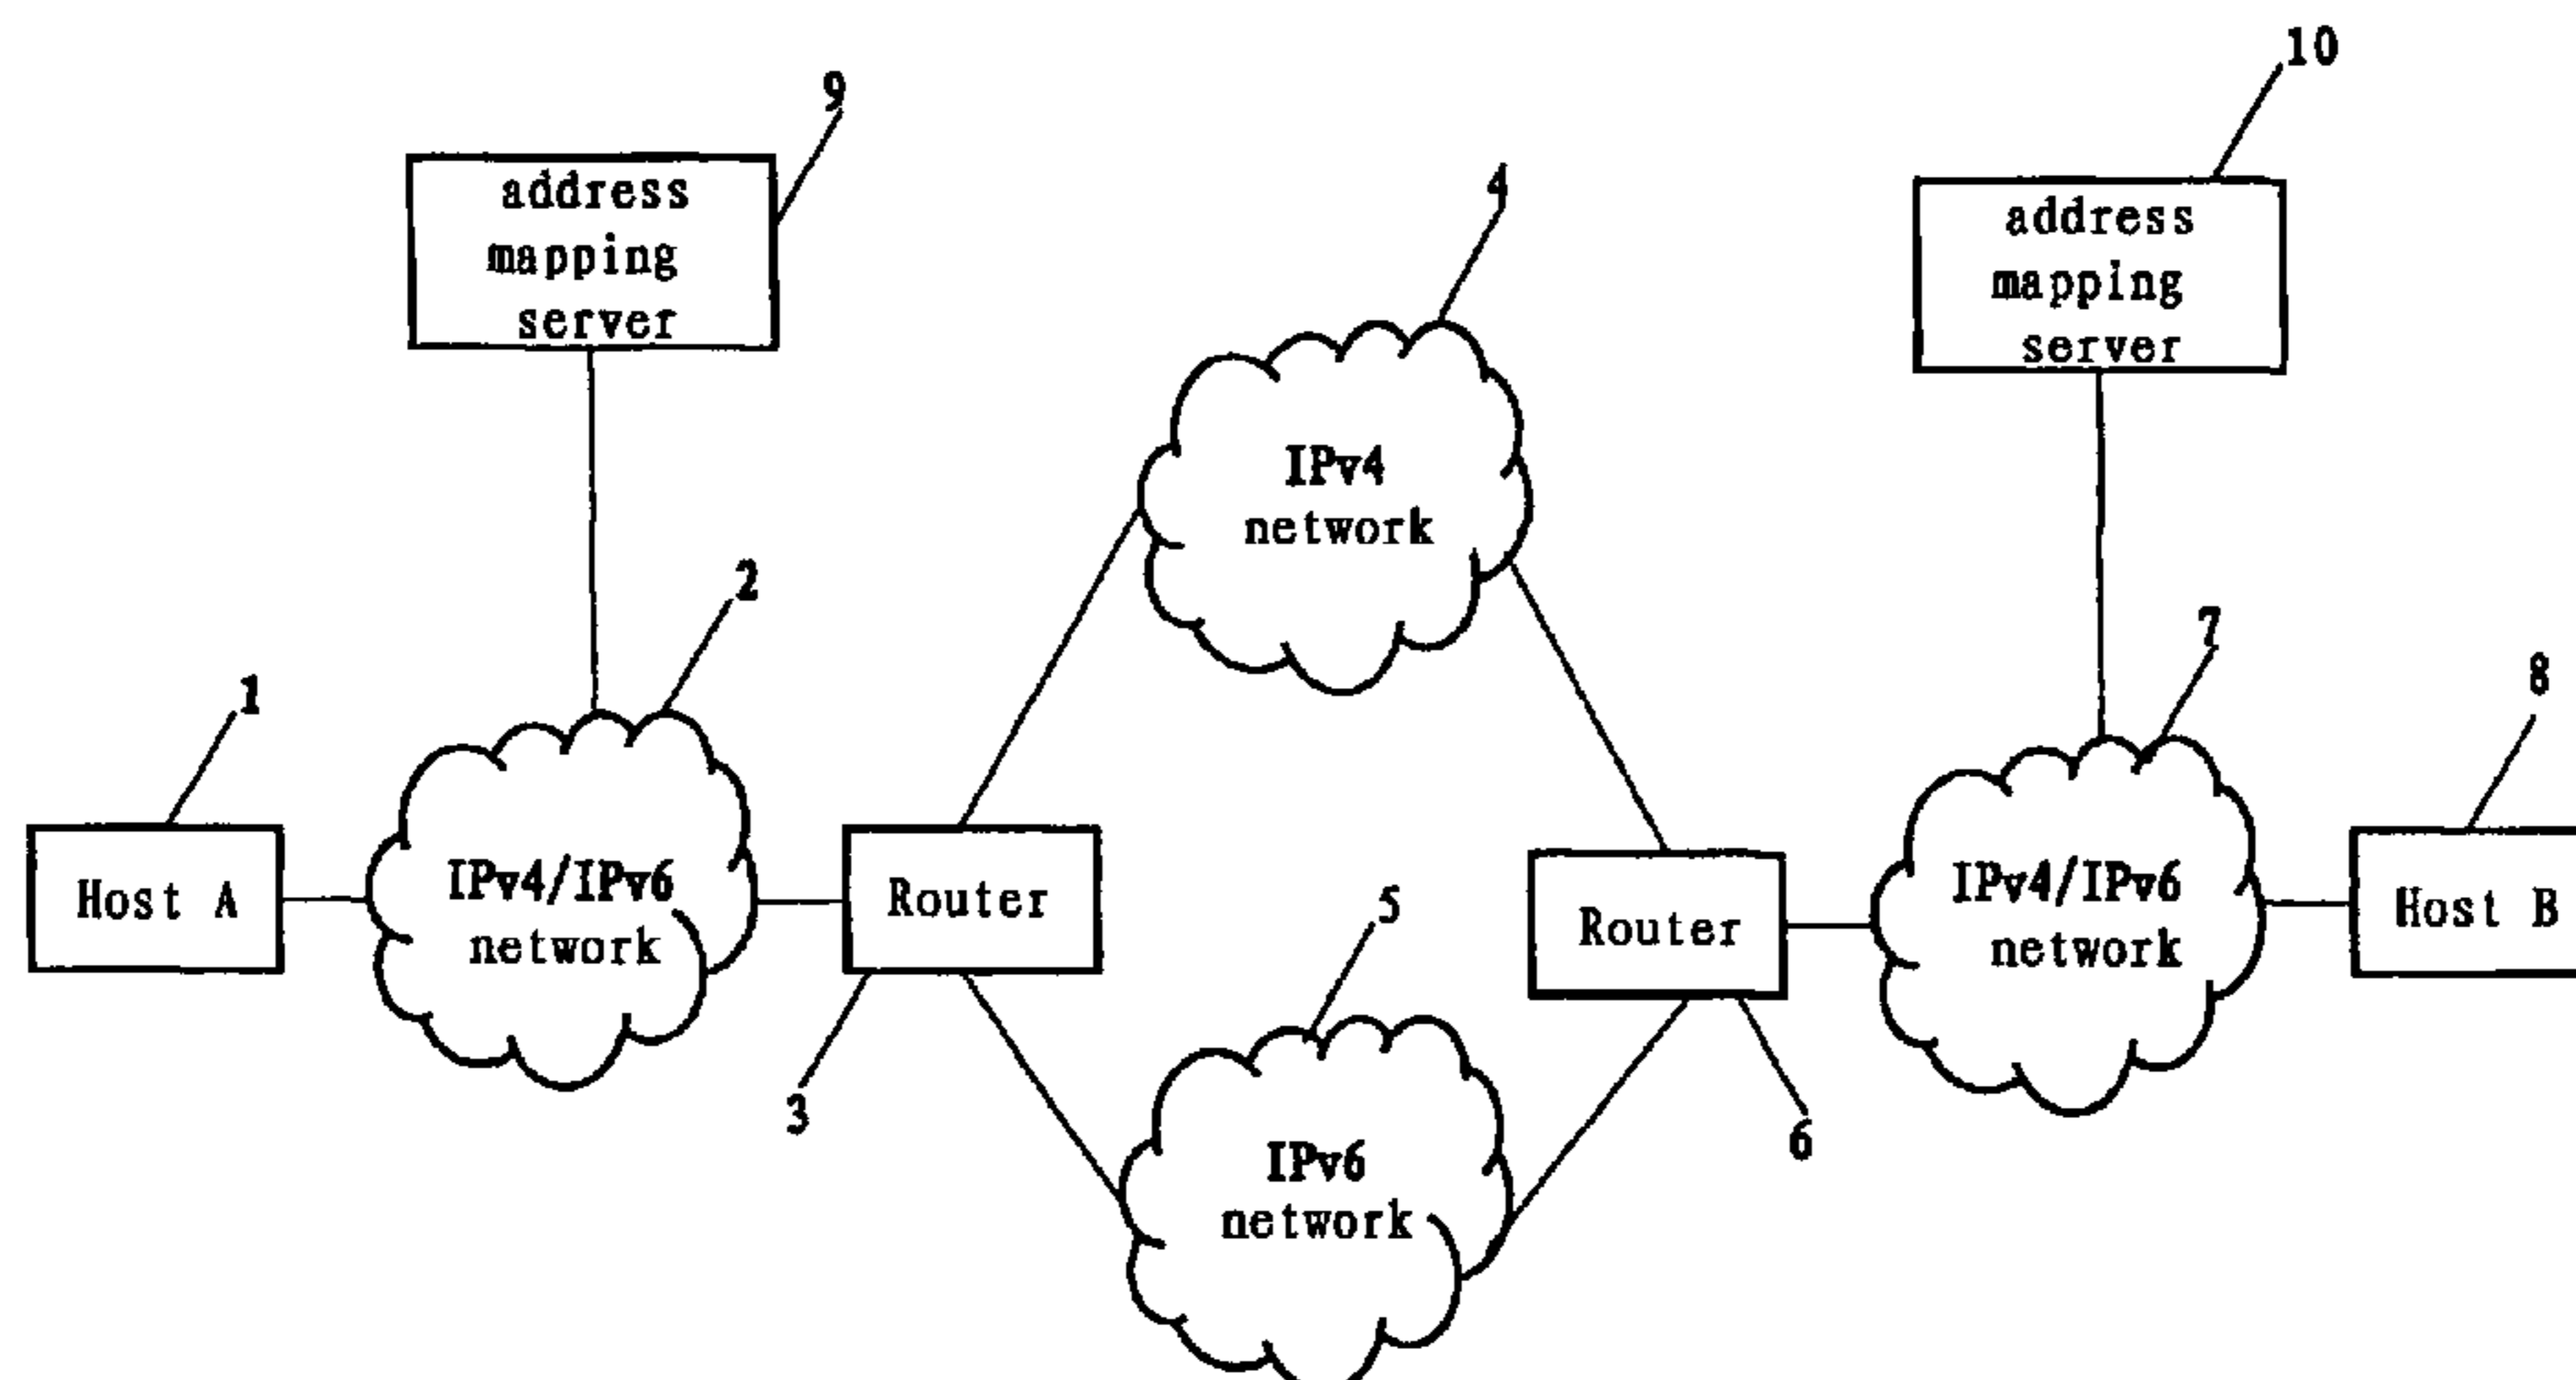 10
9
address
mapping
server
address
mapping
server
4
IPv4
network
2
7
8
1
Host A
IPv4/IPv6
network
Router
5
Router
IPv4/IPv6
network
Host B
3
6
IPv6
network